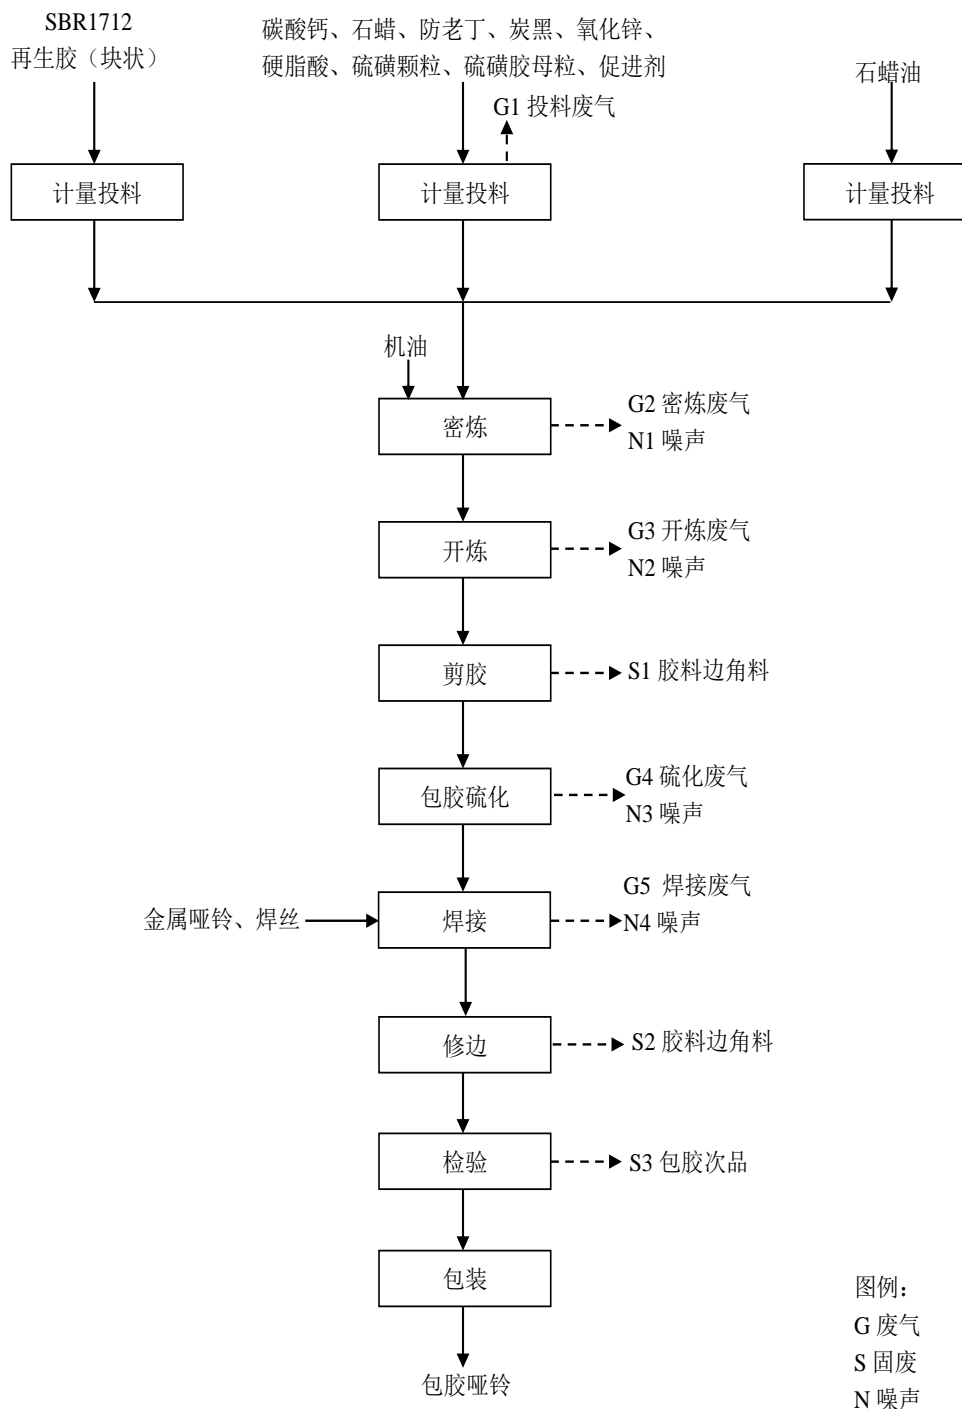 SBR1712
再生胶（块状）
碳酸钙、石蜡、防老丁、炭黑、氧化锌、
硬脂酸、硫磺颗粒、硫磺胶母粒、促进剂
石蜡油
G1 投料废气
计量投料
计量投料
计量投料
机油
密炼
G2 密炼废气
N1 噪声
开炼
G3 开炼废气
N2 噪声
剪胶
S1 胶料边角料
包胶硫化
G4 硫化废气
N3 噪声
金属哑铃、焊丝
焊接
G5 焊接废气
N4 噪声
修边
S2 胶料边角料
检验
S3 包胶次品
包装
包胶哑铃
图例：
G 废气
S 固废
N 噪声